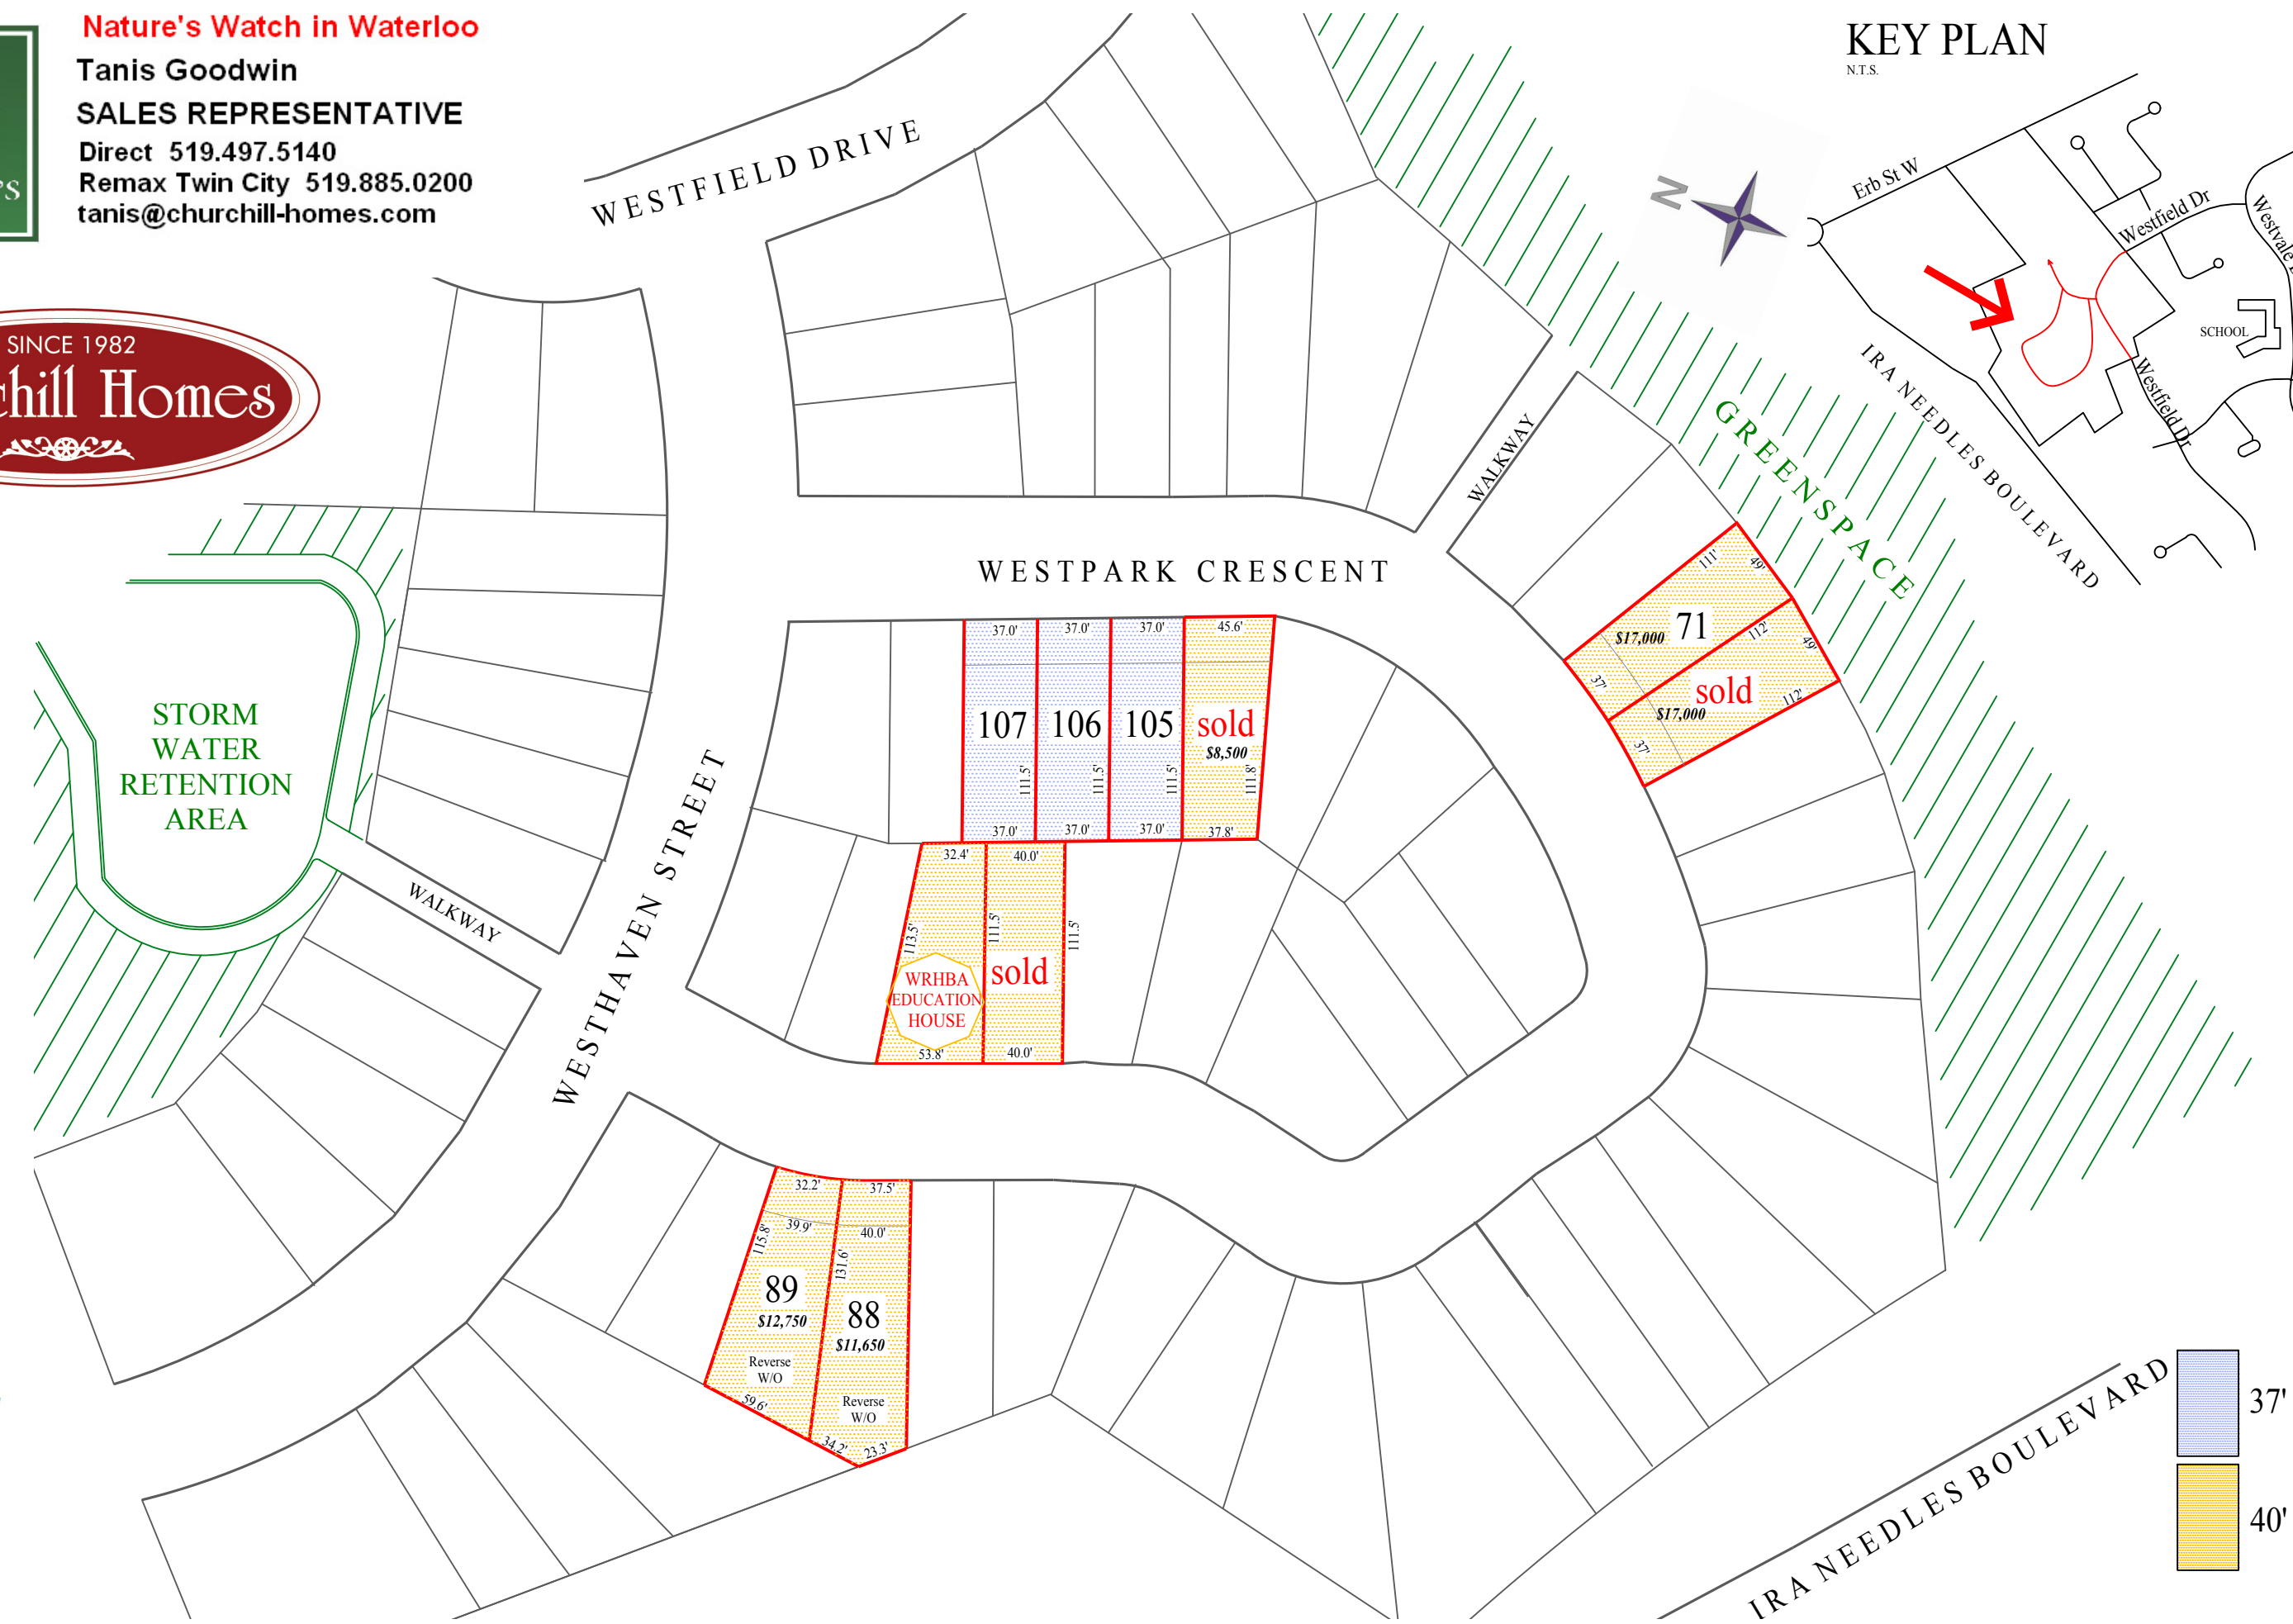 Nature's Watch in Waterloo
Tanis Goodwin
SALES REPRESENTATIVE
Direct 519.497.5140
Remax Twin City 519.885.0200
tanis@churchill-homes.com
's
SINCE 1982
chill Homes
KEY PLAN
N.T.S.
N
Erb St W
Westfield Dr
Westvale
SCHOOL
Westfield Dr
IRA NEEDLES BOULEVARD
WESTFIELD DRIVE
WALKWAY
GREENSPACE
WESTPARK CRESCENT
111'
49'
71
$17,000
37'
112'
49'
sold
$17,000
112'
37'
37.0'
37.0'
37.0'
45.6'
107
106
105
sold
$8,500
111.5'
111.5'
111.5'
111.8'
37.0'
37.0'
37.0'
37.8'
32.4'
40.0'
113.5'
111.5'
111.5'
WRHBA
EDUCATION
HOUSE
sold
53.8'
40.0'
STORM
WATER
RETENTION
AREA
WALKWAY
WESTHAVEN STREET
32.2'
37.5'
39.9'
40.0'
115.8'
131.6'
89
$12,750
88
$11,650
Reverse
W/O
Reverse
W/O
59.6'
34.2'
23.3'
IRA NEEDLES BOULEVARD
37'
40'